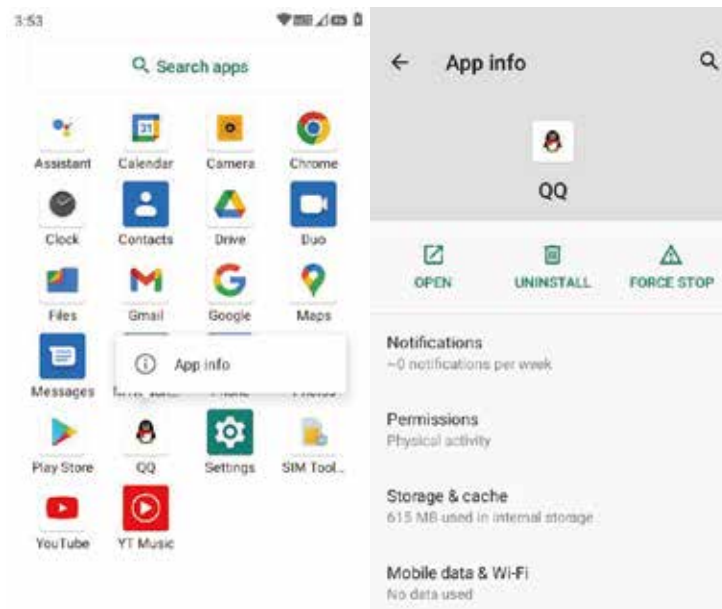 3:53
Search apps
31
Assistant
Calendar
Camera
Chrome
Clock
Contacts
Drive
Duo
Files
Gmail
Google
Maps
App info
Messages
Play Store
QQ
Settings
SIM Tool...
YouTube
YT Music
App info
QQ
OPEN
UNINSTALL
FORCE STOP
Notifications
~0 notifications per week
Permissions
Physical activity
Storage & cache
615 MB used in internal storage
Mobile data & Wi-Fi
No data used